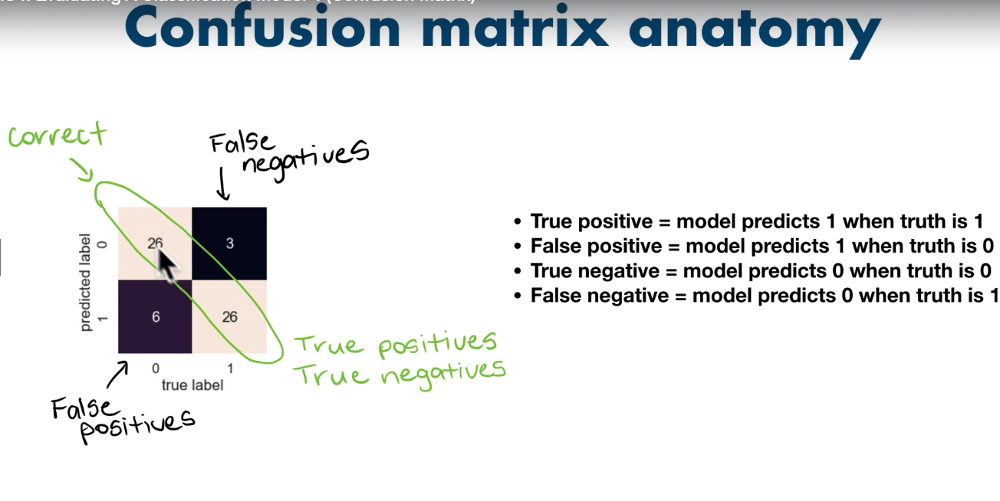 Confusion matrix anatomy
correct
False
negatives
predicted label
0
1
26
3
6
26
0
1
true label
True positives
True negatives
False
positives
• True positive = model predicts 1 when truth is 1
• False positive = model predicts 1 when truth is 0
• True negative = model predicts 0 when truth is 0
• False negative = model predicts 0 when truth is 1